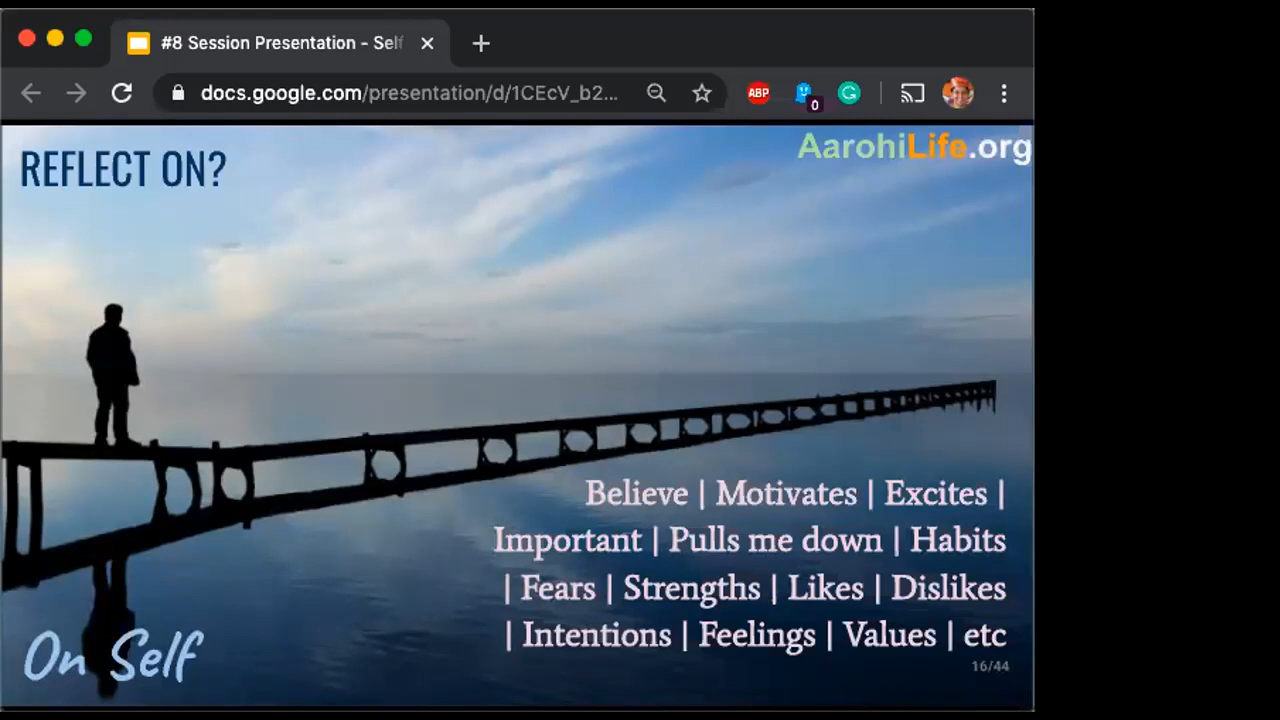 #8 Session Presentation - Self
docs.google.com/presentation/d/1CEcV_b2...
ABP
0
REFLECT ON?
AarohiLife.org
Believe | Motivates | Excites |
Important | Pulls me down | Habits
| Fears | Strengths | Likes | Dislikes
| Intentions | Feelings | Values | etc
On Self
16/44